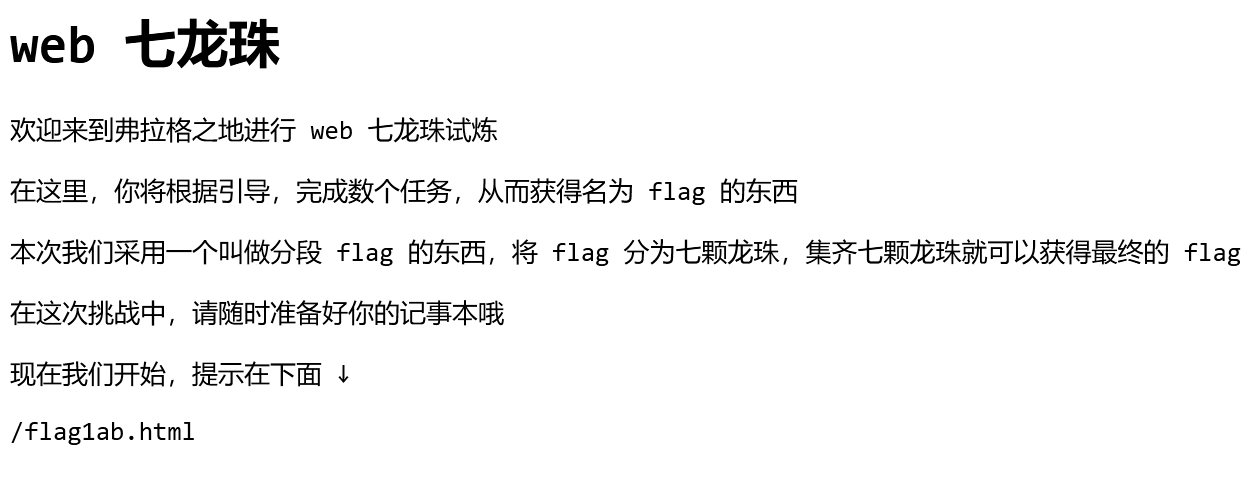 web 七龙珠
欢迎来到弗拉格之地进行 web 七龙珠试炼
在这里，你将根据引导，完成数个任务，从而获得名为 flag 的东西
本次我们采用一个叫做分段 flag 的东西，将 flag 分为七颗龙珠，集齐七颗龙珠就可以获得最终的 flag
在这次挑战中，请随时准备好你的记事本哦
现在我们开始，提示在下面 ↓
/flag1ab.html